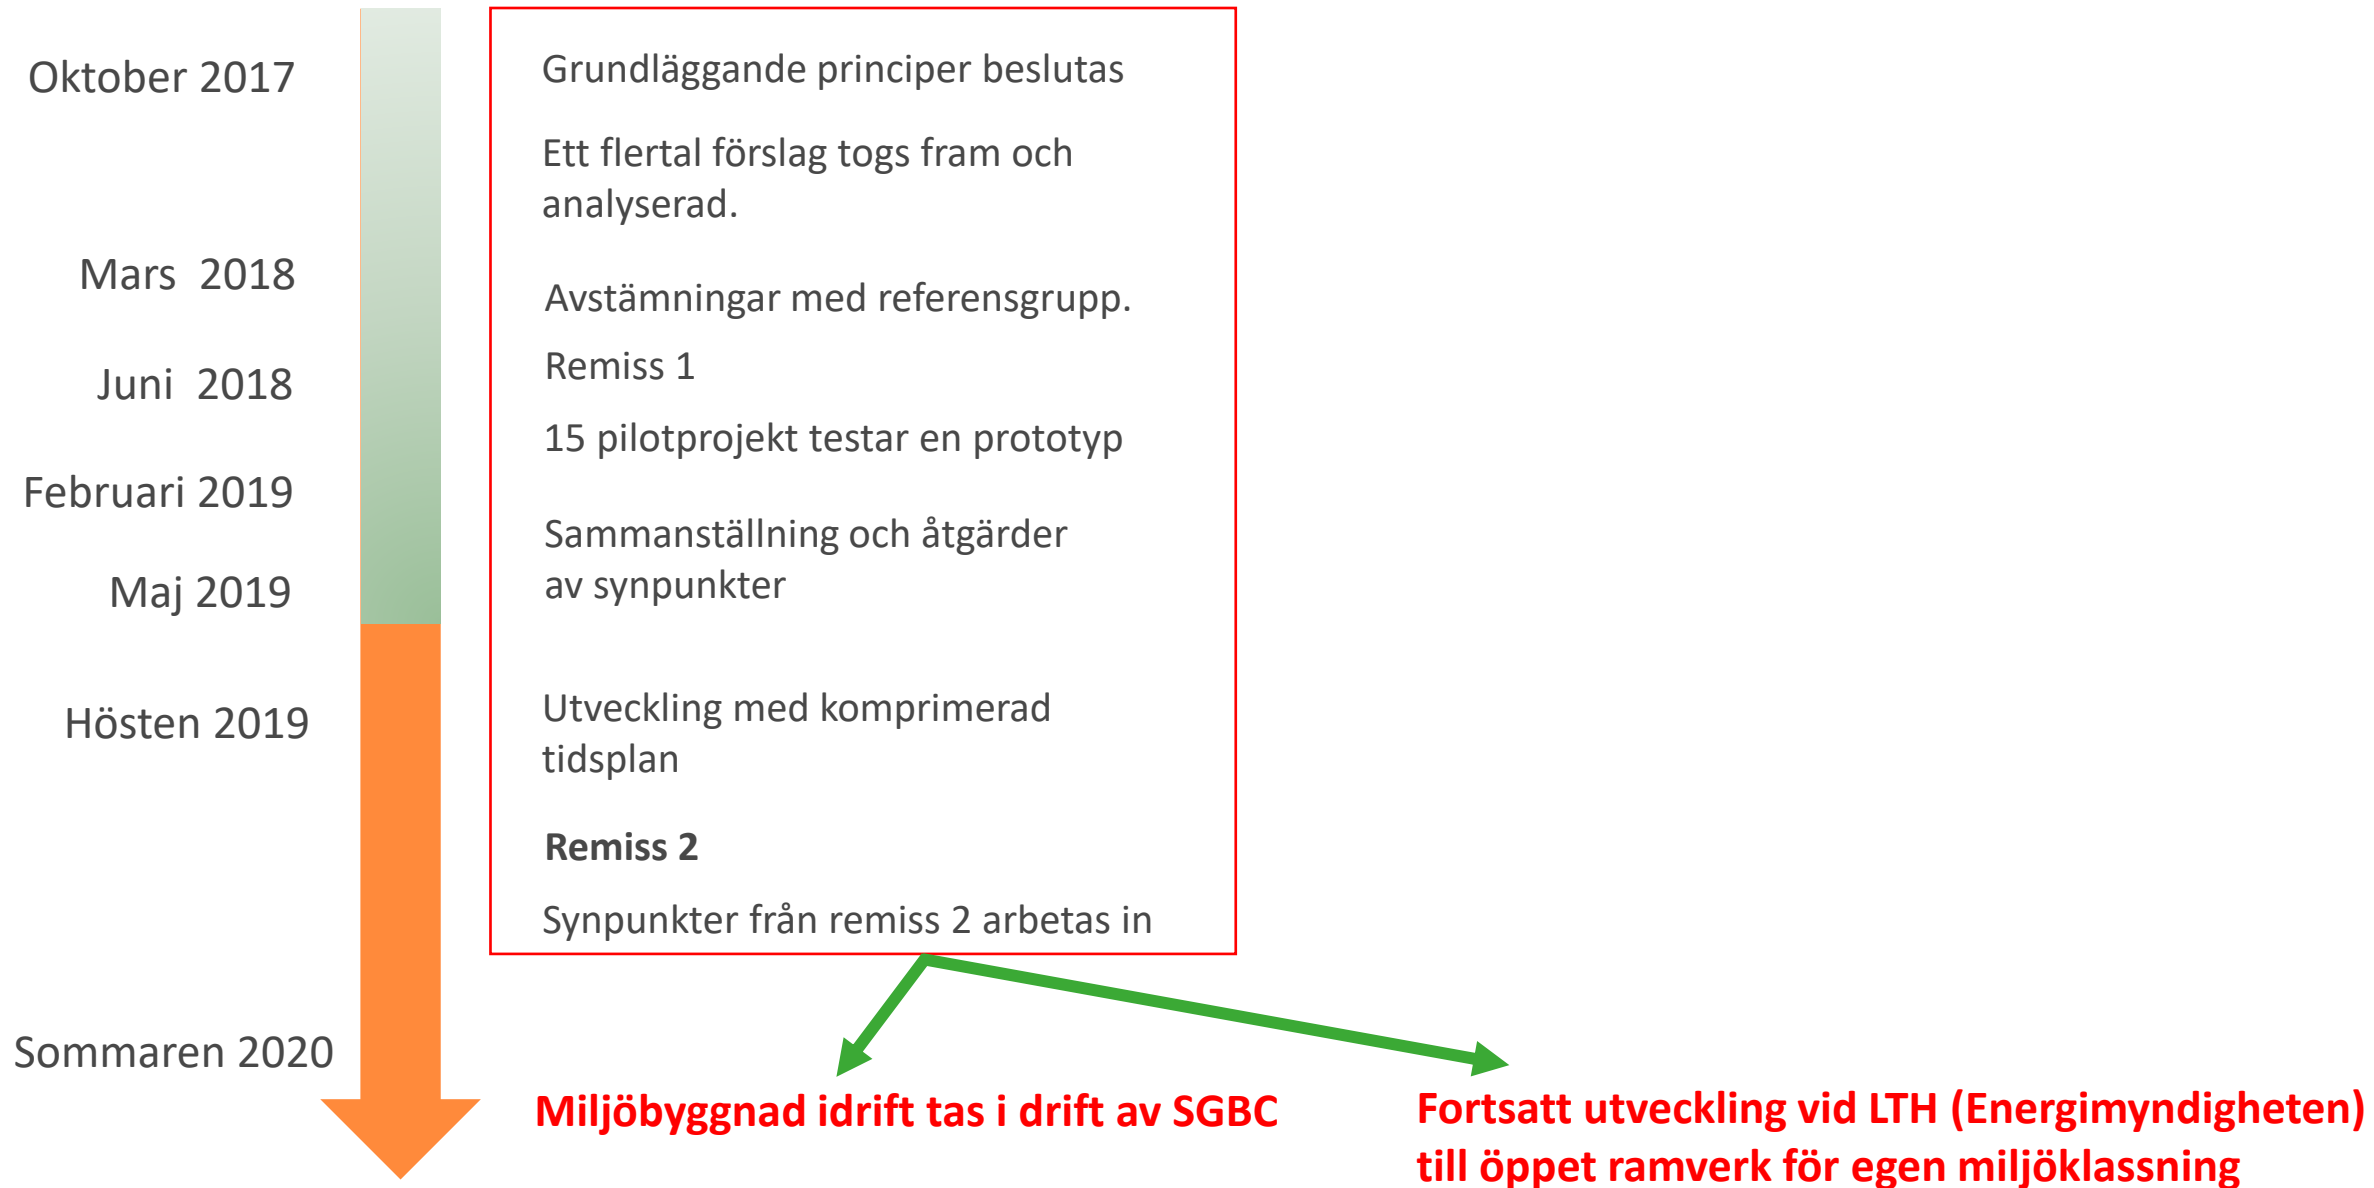 Oktober 2017
Grundläggande principer beslutas
Ett flertal förslag togs fram och
analyserad.
Mars  2018
Avstämningar med referensgrupp.
Juni  2018
Remiss 1
15 pilotprojekt testar en prototyp
Februari 2019
Sammanställning och åtgärder
av synpunkter
Maj 2019
Hösten 2019
Utveckling med komprimerad
tidsplan
Remiss 2
Synpunkter från remiss 2 arbetas in
Sommaren 2020
Miljöbyggnad idrift tas i drift av SGBC
Fortsatt utveckling vid LTH (Energimyndigheten)
till öppet ramverk för egen miljöklassning